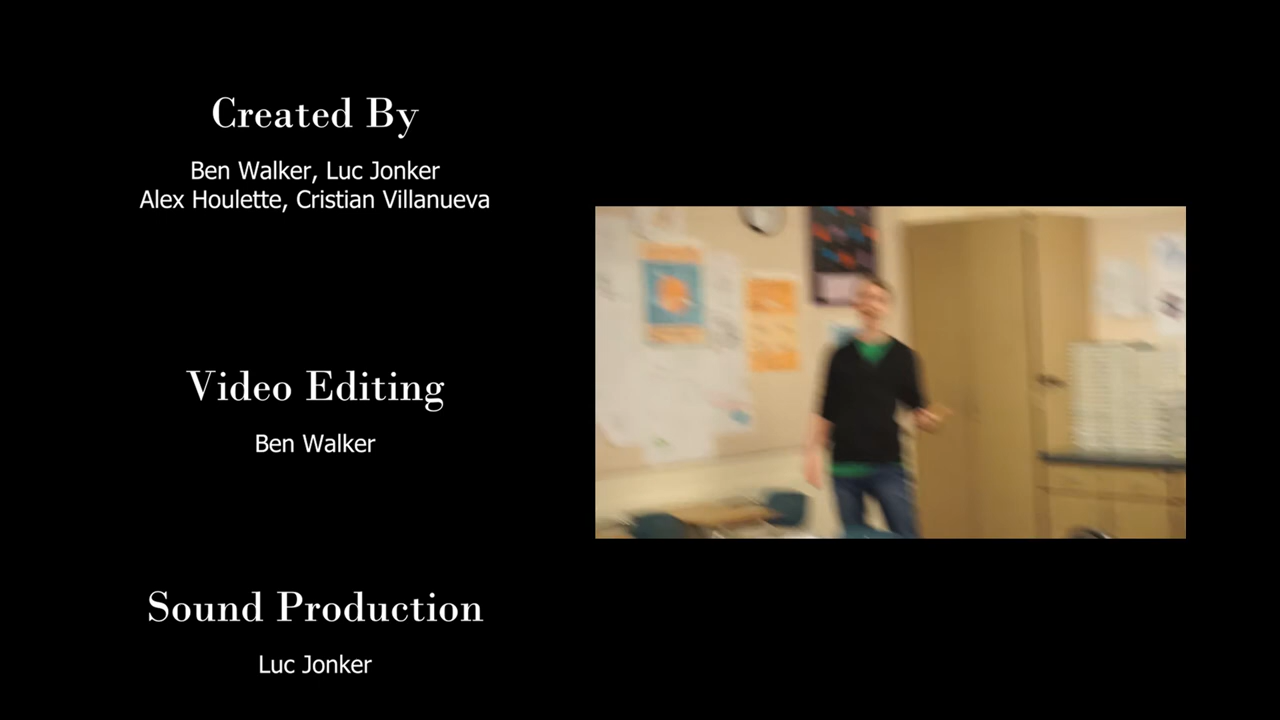 Created By
Ben Walker, Luc Jonker
Alex Houlette, Cristian Villanueva
Video Editing
Ben Walker
Sound Production
Luc Jonker